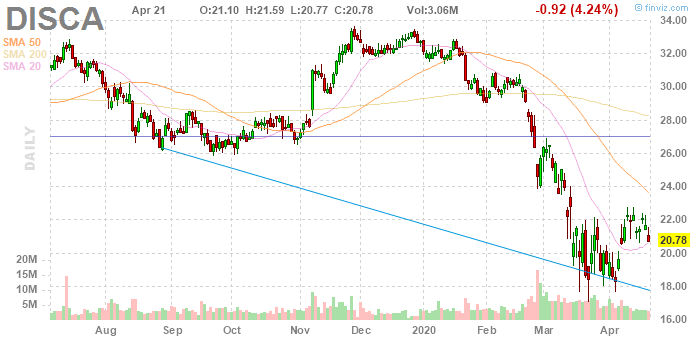 DISCA
Apr 21
O:21.10 H:21.59 L:20.77 C:20.78 Vol:3.06M
-0.92 (4.24%)
© finviz.com
SMA 50
SMA 200
SMA 20
DAILY
34.00
32.00
30.00
28.00
26.00
24.00
22.00
20.78
20.00
18.00
16.00
20M
15M
10M
5M
Aug Sep Oct Nov Dec 2020 Feb Mar Apr